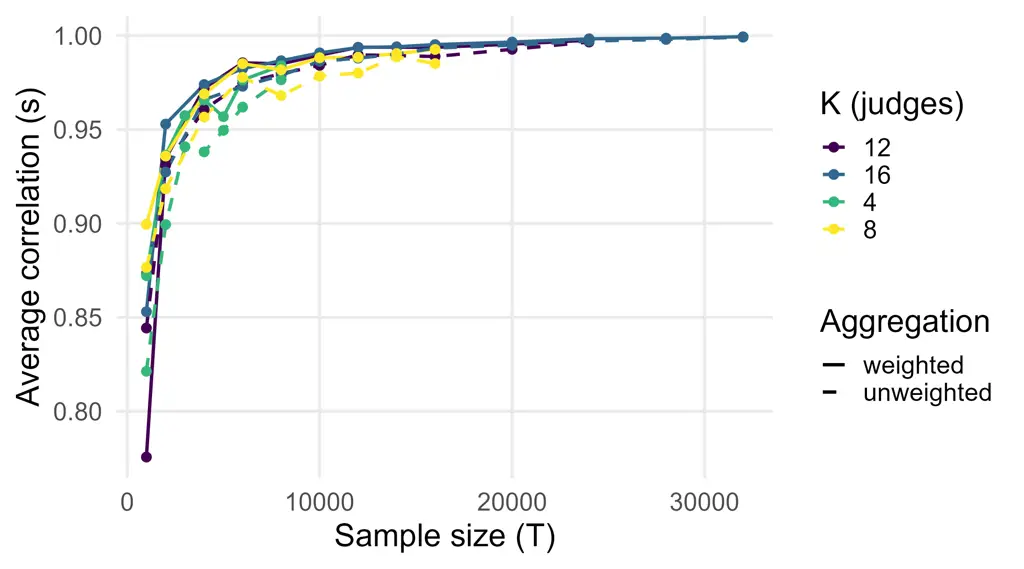 1.00
0.95
0.90
0.85
0.80
Average correlation (s)
0
10000
20000
30000
Sample size (T)
K (judges)
12
16
4
8
Aggregation
weighted
unweighted